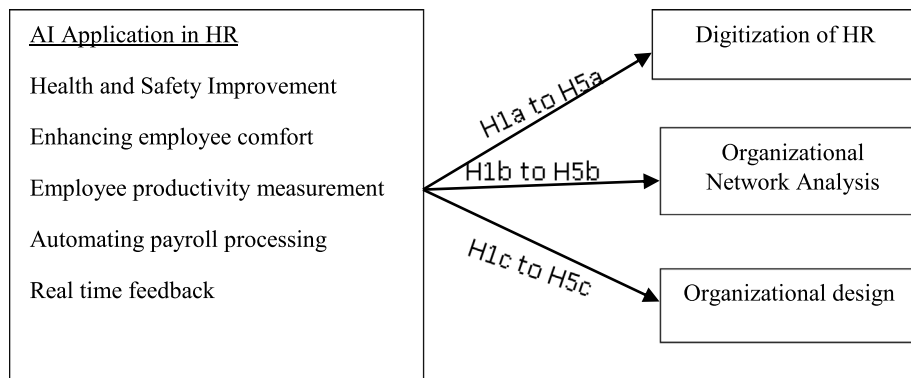 AI Application in HR
Health and Safety Improvement
Enhancing employee comfort
Employee productivity measurement
Automating payroll processing
Real time feedback
H1a to H5a
H1b to H5b
H1c to H5c
Digitization of HR
Organizational
Network Analysis
Organizational design